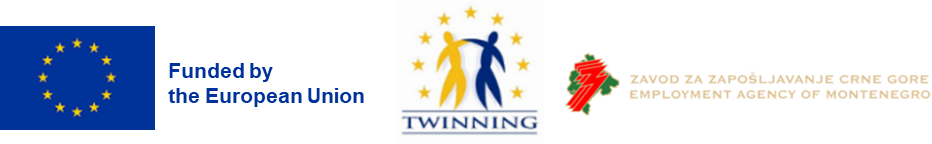 Funded by
the European Union
TWINNING
ZAVOD ZA ZAPOŠLJAVANJE CRNE GORE
EMPLOYMENT AGENCY OF MONTENEGRO